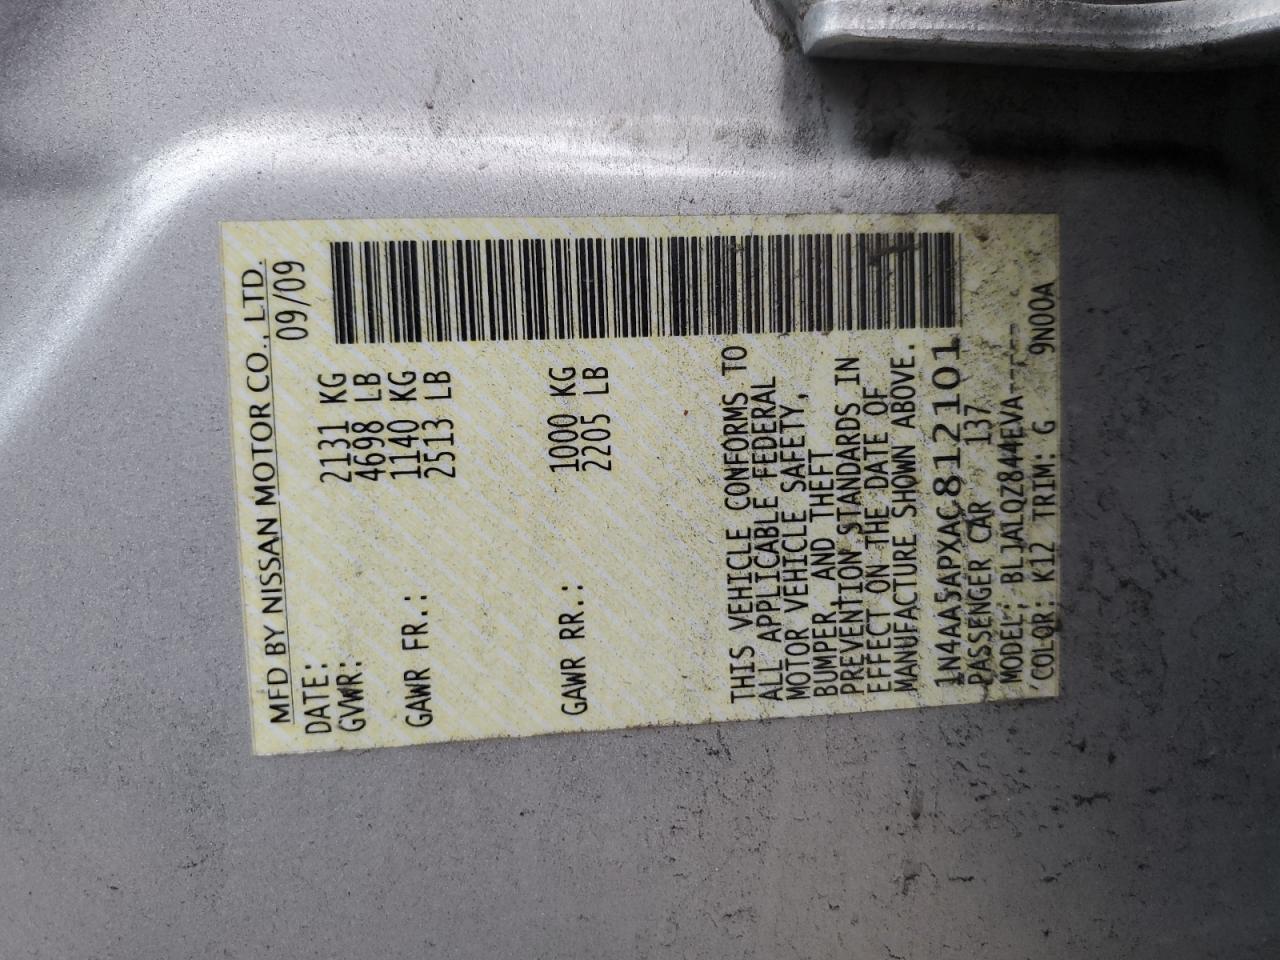 MFD BY NISSAN MOTOR CO., LTD.
DATE: 09/09
GVWR: 2131 KG
4698 LB
GAWR FR.: 1140 KG
2513 LB
GAWR RR.: 1000 KG
2205 LB
THIS VEHICLE CONFORMS TO
ALL APPLICABLE FEDERAL
MOTOR VEHICLE SAFETY,
BUMPER AND THEFT
PREVENTION STANDARDS IN
EFFECT ON THE DATE OF
MANUFACTURE SHOWN ABOVE.
1N4AA5APXAC812101
PASSENGER CAR 137
MODEL: BLJALQZ844EVA-----
COLOR: K12 TRIM: G 9N00A